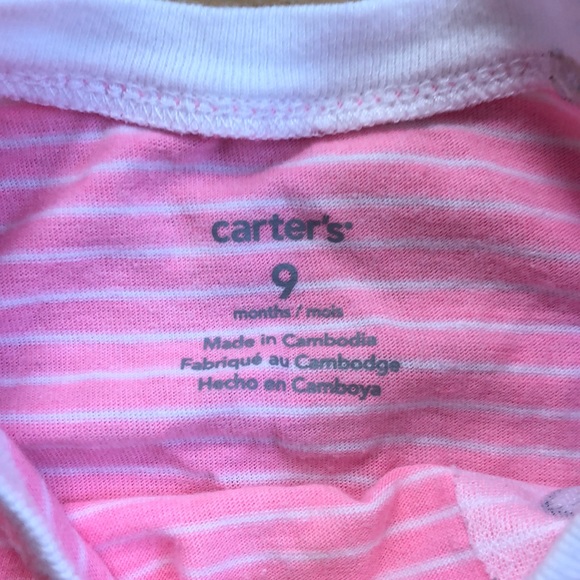 carter's
9
months / mois
Made in Cambodia
Fabriqué au Cambodge
Hecho en Camboya